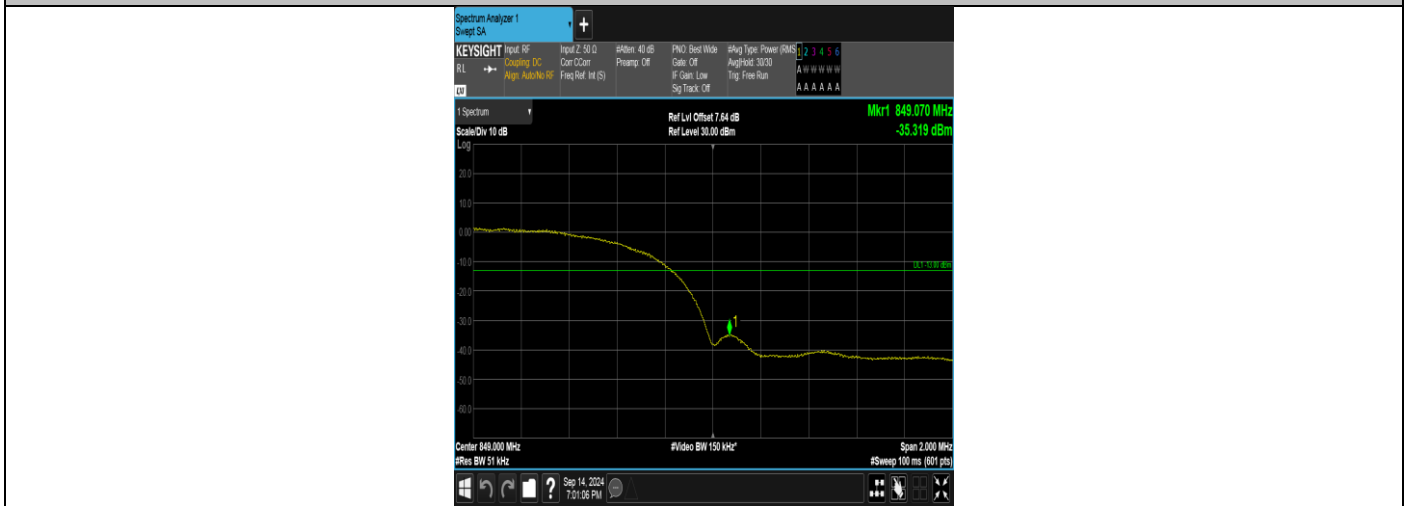 Spectrum Analyzer 1
Swept SA
+
KEYSIGHT Input: RF Input Z: 50 Ω #Atten: 40 dB PNO: Best Wide #Avg Type: Power (RMS 1 2 3 4 5 6
RL Coupling: DC Corr CCorr Preamp: Off Gate: Off Avg|Hold: 30/30 A W W W W W
Align: Auto/No RF Freq Ref: Int (S) IF Gain: Low Trig: Free Run
Sig Track: Off A A A A A A
1 Spectrum Ref Lvl Offset 7.64 dB Mkr1 849.070 MHz
Scale/Div 10 dB Ref Level 30.00 dBm -35.319 dBm
Log
20.0
10.0
0.00
-10.0
DL1 -13.00 dBm
-20.0
-30.0
1
-40.0
-50.0
-60.0
Center 849.000 MHz #Video BW 150 kHz* Span 2.000 MHz
#Res BW 51 kHz #Sweep 100 ms (601 pts)
? Sep 14, 2024
7:01:06 PM